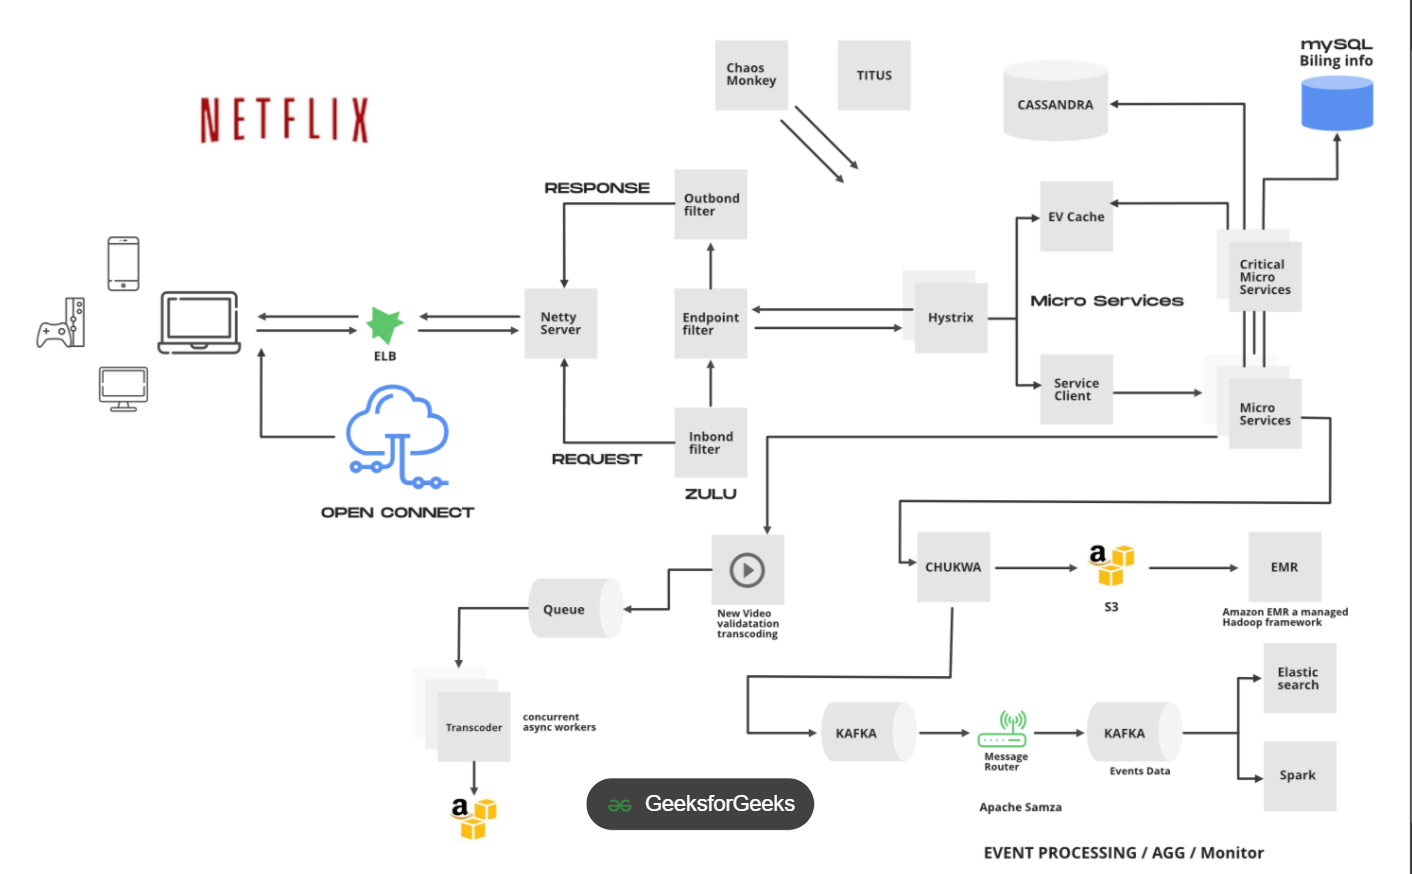 mySQL
Biling info
Chaos
Monkey
TITUS
CASSANDRA
NETFLIX
RESPONSE
Outbond
filter
EV Cache
Critical
Micro
Services
Micro Services
Netty
Server
Endpoint
filter
Hystrix
ELB
Service
Client
Micro
Services
Inbond
filter
REQUEST
ZULU
OPEN CONNECT
CHUKWA
a
S3
EMR
Amazon EMR a managed
Hadoop framework
New Video
validatation
transcoding
Queue
Elastic
search
Transcoder
concurrent
async workers
KAFKA
Message
Router
KAFKA
Events Data
Spark
a
GeeksforGeeks
Apache Samza
EVENT PROCESSING / AGG / Monitor